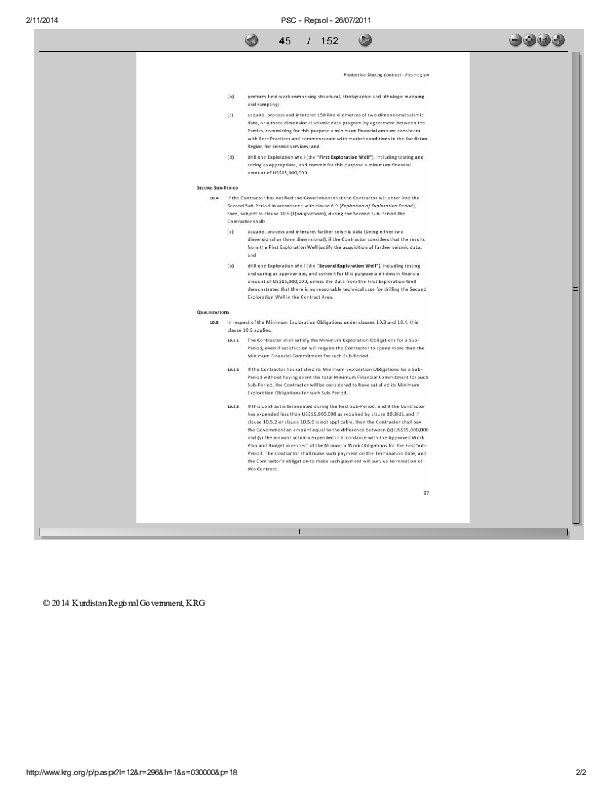 2/11/2014
PSC - Repsol - 26/07/2011
45 / 152
Production Sharing Contract - Piramagrun
(b) perform field work comprising structural, stratigraphic and lithologic mapping
and sampling;
(c) acquire, process and interpret 150 line kilometres of two dimensional seismic
data, or a three dimensional seismic data program by agreement between the
Parties, committing for this purpose a minimum financial amount consistent
with Best Practices and commensurate with market conditions in the Kurdistan
Region for seismic services; and
(d) drill one Exploration Well (the "First Exploration Well"), including testing and
coring as appropriate, and commit for this purpose a minimum financial
amount of US$35,000,000.
SECOND SUB-PERIOD
10.4 If the Contractor has notified the Government that the Contractor will enter into the
Second Sub-Period in accordance with clause 6.2 (Expiration of Exploration Period),
then, subject to clause 10.5 (Qualifications), during the Second Sub-Period the
Contractor shall:
(a) acquire, process and interpret further seismic data (being either two
dimensional or three dimensional), if the Contractor considers that the results
from the First Exploration Well justify the acquisition of further seismic data;
and
(b) drill one Exploration Well (the "Second Exploration Well"), including testing
and coring as appropriate, and commit for this purpose a minimum financial
amount of US$35,000,000, unless the data from the First Exploration Well
demonstrates that there is no reasonable technical case for drilling the Second
Exploration Well in the Contract Area.
QUALIFICATIONS
10.5 In respect of the Minimum Exploration Obligations under clauses 10.3 and 10.4, this
clause 10.5 applies.
10.5.1 The Contractor shall satisfy the Minimum Exploration Obligations for a Sub-
Period, even if satisfaction will require the Contractor to spend more than the
Minimum Financial Commitment for such Sub-Period.
10.5.2 If the Contractor has satisfied its Minimum Exploration Obligations for a Sub-
Period without having spent the total Minimum Financial Commitment for such
Sub-Period, the Contractor will be considered to have satisfied its Minimum
Exploration Obligations for such Sub-Period.
10.5.3 If this Contract is terminated during the First Sub-Period, and if the Contractor
has expended less than US$35,000,000 as required by clause 10.3(d), and if
clause 10.5.2 or clause 10.5.6 is not applicable, then the Contractor shall pay
the Government an amount equal to the difference between (x) US$35,000,000
and (y) the amount actually expended in accordance with the Approved Work
Plan and Budget in respect of the Minimum Work Obligations for the First Sub-
Period. The Contractor shall make such payment on the Termination Date, and
the Contractor's obligation to make such payment will survive termination of
this Contract.
37
© 2014 Kurdistan Regional Government, KRG
http://www.krg.org/p/p.aspx?l=12&r=296&h=1&s=030000&p=18
2/2